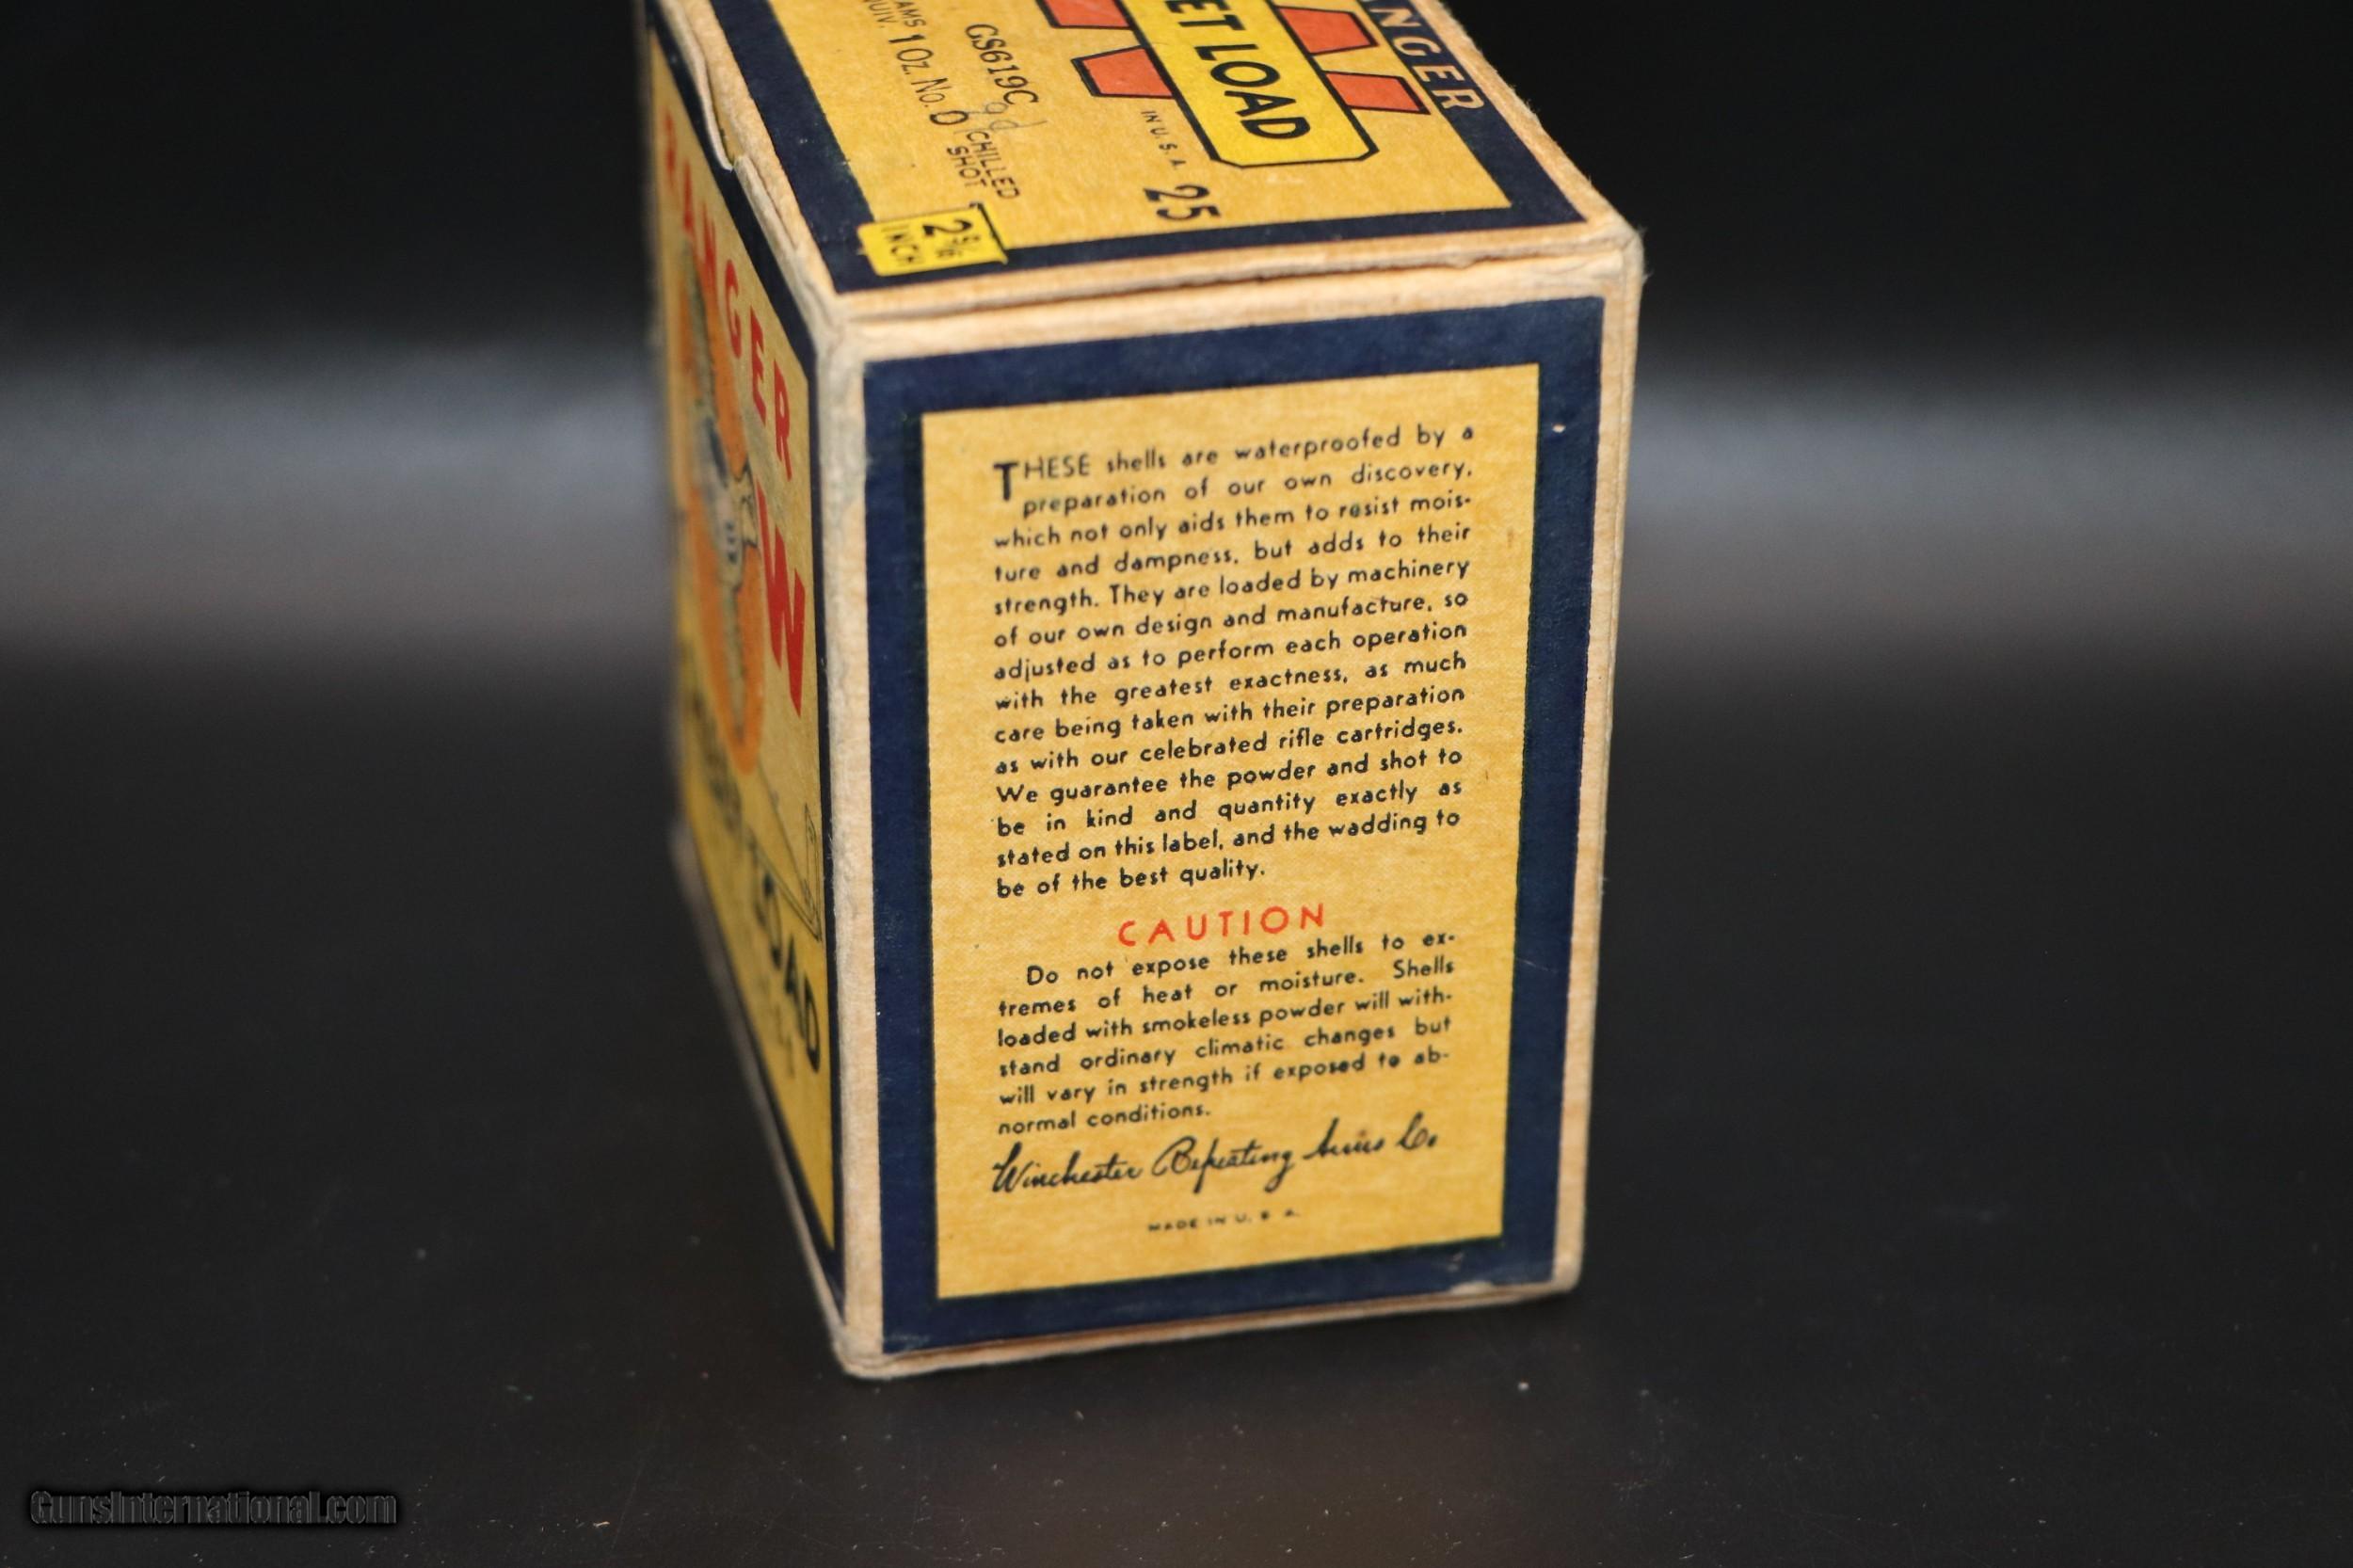 ANGER
ET LOAD
IN U. S. A.
25
GS619C
1 Oz. No.
CHILLED
SHOT
2 9/16
INCH
RANGER
W
OAD
THESE shells are waterproofed by a
preparation of our own discovery,
which not only aids them to resist mois-
ture and dampness, but adds to their
strength. They are loaded by machinery
of our own design and manufacture, so
adjusted as to perform each operation
with the greatest exactness, as much
care being taken with their preparation
as with our celebrated rifle cartridges.
We guarantee the powder and shot to
be in kind and quantity exactly as
stated on this label, and the wadding to
be of the best quality.
CAUTION
Do not expose these shells to ex-
tremes of heat or moisture. Shells
loaded with smokeless powder will with-
stand ordinary climatic changes but
will vary in strength if exposed to ab-
normal conditions.
Winchester Repeating Arms Co.
MADE IN U. S. A.
GunsInternational.com